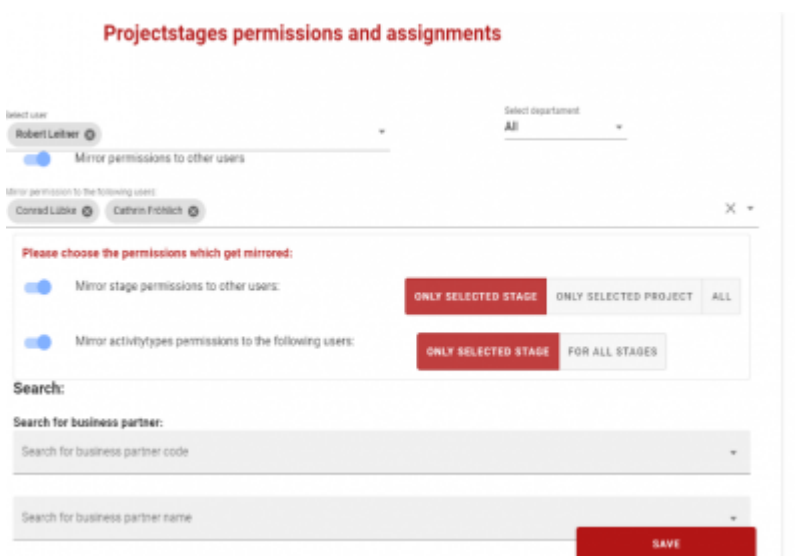 Projectstages permissions and assignments
Select user
Select departament
Robert Leitner
All
Mirror permissions to other users
Mirror permission to the following users:
Conrad Lübke
Cathrin Fröhlich
Please choose the permissions which get mirrored:
Mirror stage permissions to other users:
ONLY SELECTED STAGE
ONLY SELECTED PROJECT
ALL
Mirror activitytypes permissions to the following users:
ONLY SELECTED STAGE
FOR ALL STAGES
Search:
Search for business partner:
Search for business partner code
Search for business partner name
SAVE